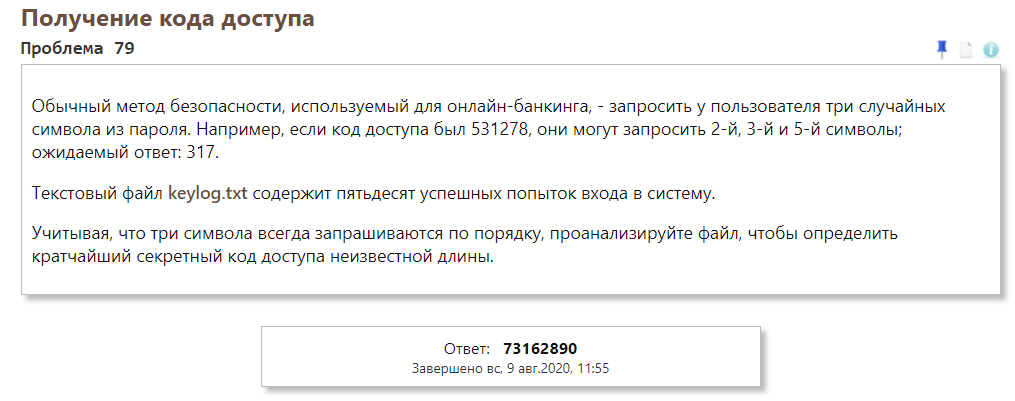 Получение кода доступа
Проблема 79
Обычный метод безопасности, используемый для онлайн-банкинга, - запросить у пользователя три случайных
символа из пароля. Например, если код доступа был 531278, они могут запросить 2-й, 3-й и 5-й символы;
ожидаемый ответ: 317.
Текстовый файл keylog.txt содержит пятьдесят успешных попыток входа в систему.
Учитывая, что три символа всегда запрашиваются по порядку, проанализируйте файл, чтобы определить
кратчайший секретный код доступа неизвестной длины.
Ответ: 73162890
Завершено вс, 9 авг.2020, 11:55